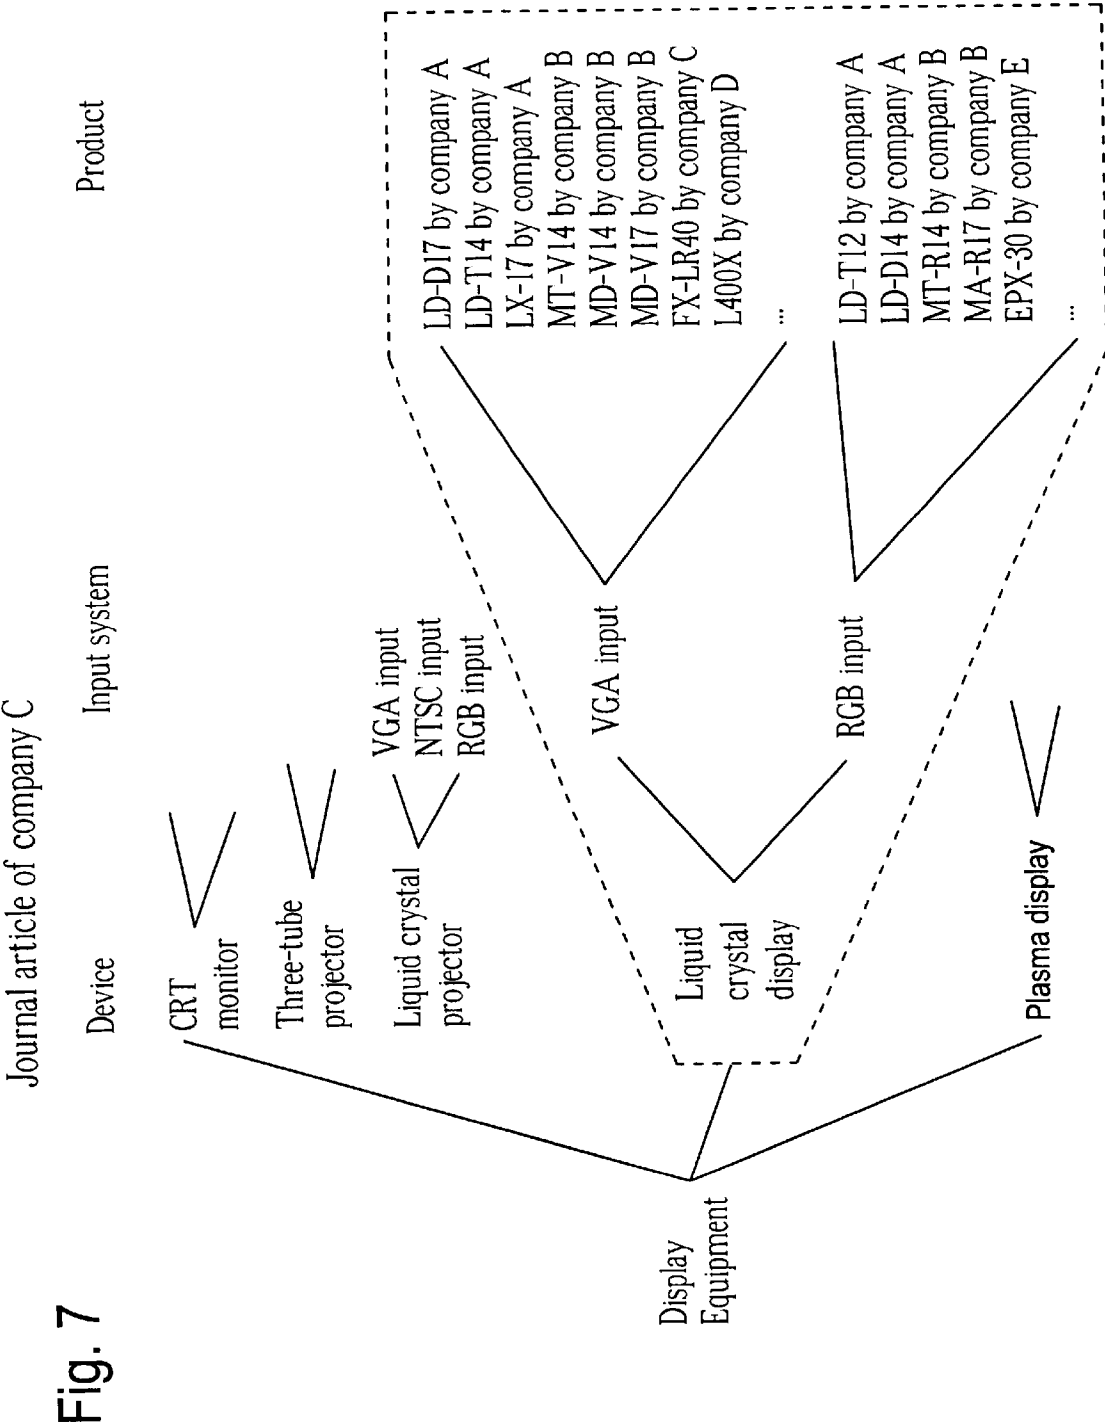 Fig. 7
Journal article of company C
Device
Input system
Product
Display
Equipment
CRT
monitor
Three-tube
projector
Liquid crystal
projector
VGA input
NTSC input
RGB input
Liquid
crystal
display
VGA input
LD-D17 by company A
LD-T14 by company A
LX-17 by company A
MT-V14 by company B
MD-V14 by company B
MD-V17 by company B
FX-LR40 by company C
L400X by company D
...
RGB input
LD-T12 by company A
LD-D14 by company A
MT-R14 by company B
MA-R17 by company B
EPX-30 by company E
...
Plasma display